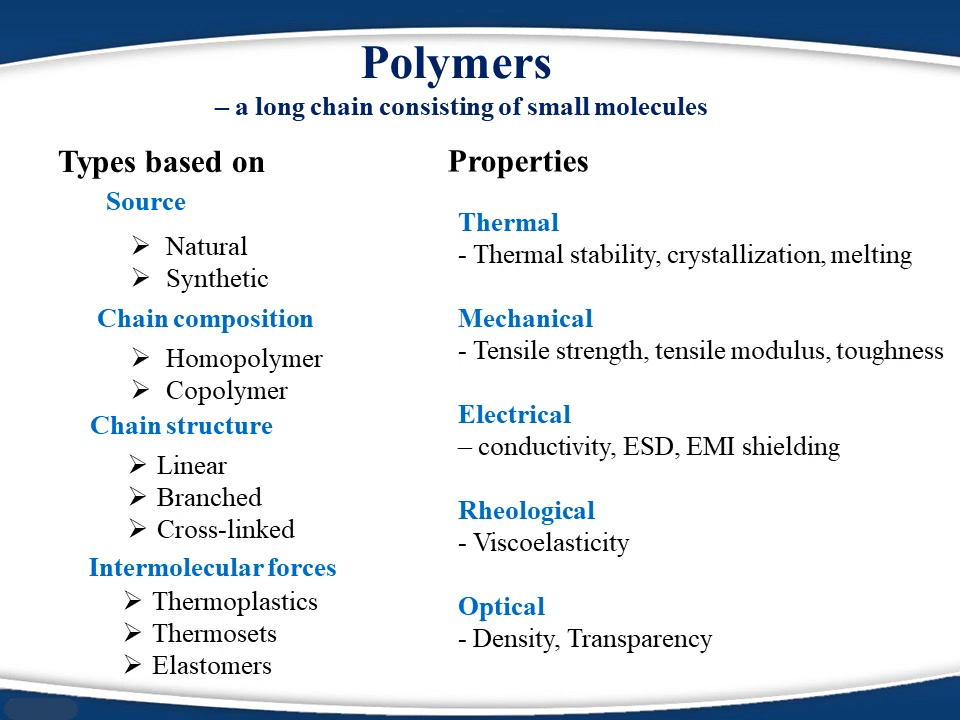 Polymers
– a long chain consisting of small molecules
Types based on
Source
➢ Natural
➢ Synthetic
Chain composition
➢ Homopolymer
➢ Copolymer
Chain structure
➢ Linear
➢ Branched
➢ Cross-linked
Intermolecular forces
➢ Thermoplastics
➢ Thermosets
➢ Elastomers
Properties
Thermal
- Thermal stability, crystallization, melting
Mechanical
- Tensile strength, tensile modulus, toughness
Electrical
– conductivity, ESD, EMI shielding
Rheological
- Viscoelasticity
Optical
- Density, Transparency